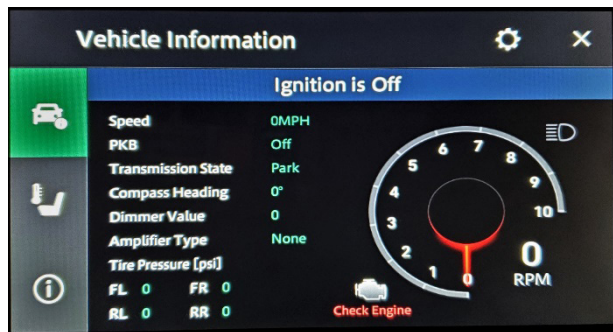 Vehicle Information
Ignition is Off
Speed 0MPH
PKB Off
Transmission State Park
Compass Heading 0°
Dimmer Value 0
Amplifier Type None
Tire Pressure [psi]
FL 0 FR 0
RL 0 RR 0
0
1
2
3
4
5
6
7
8
9
10
0
RPM
Check Engine